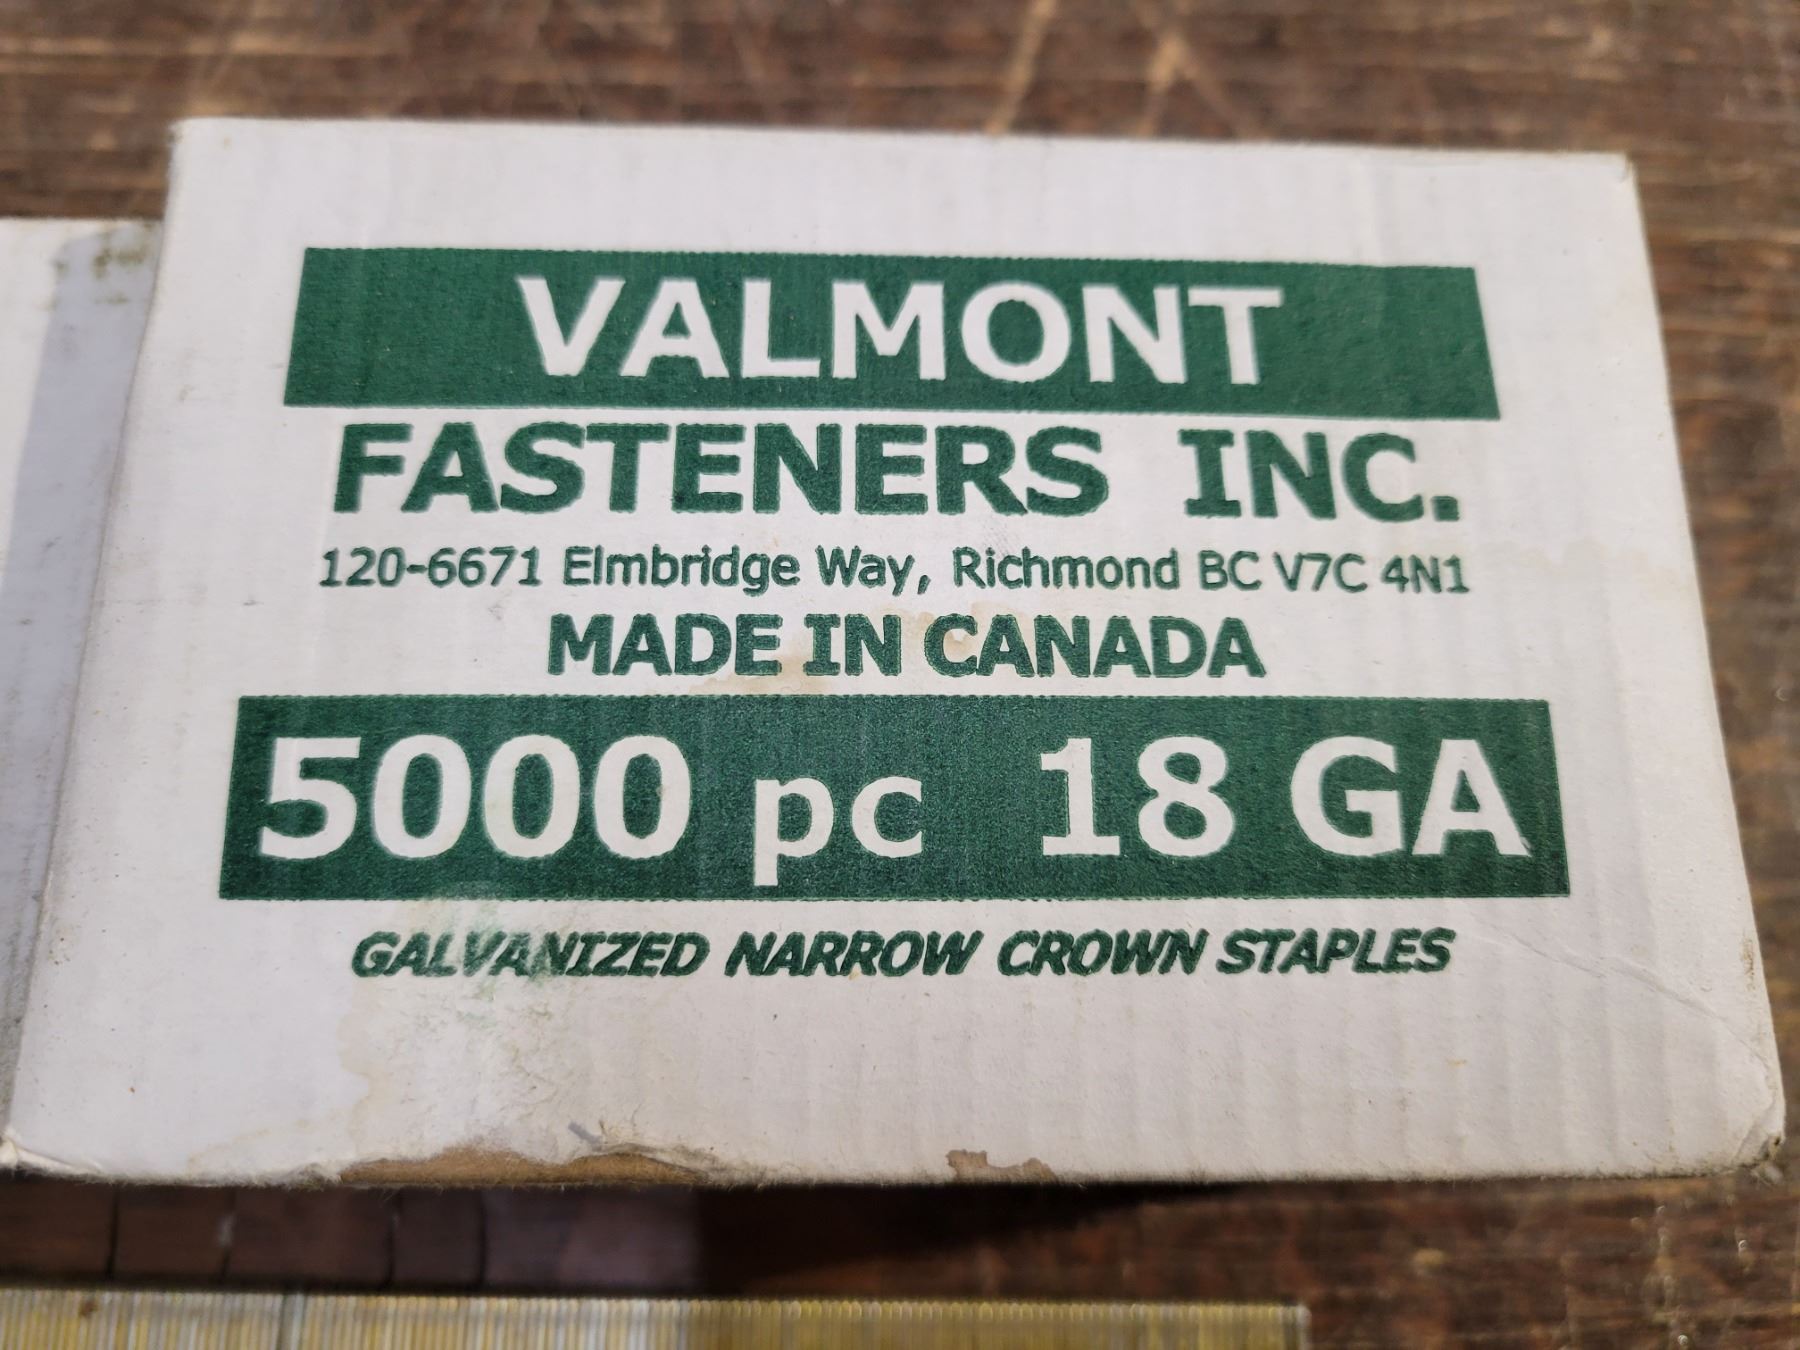 VALMONT
FASTENERS INC.
120-6671 Elmbridge Way, Richmond BC V7C 4N1
MADE IN CANADA
5000 pc 18 GA
GALVANIZED NARROW CROWN STAPLES